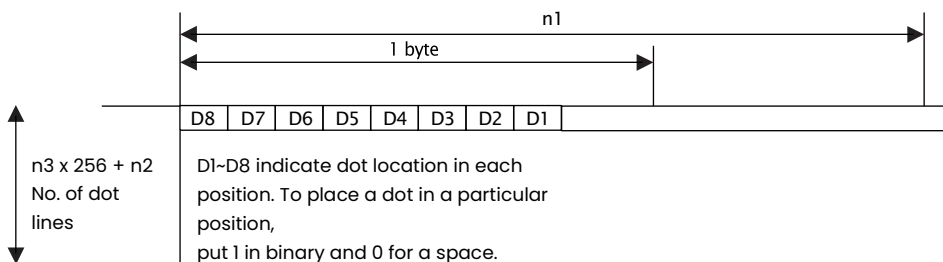 n1
1 byte
D8 D7 D6 D5 D4 D3 D2 D1
n3 x 256 + n2
No. of dot
lines
D1~D8 indicate dot location in each
position. To place a dot in a particular
position,
put 1 in binary and 0 for a space.